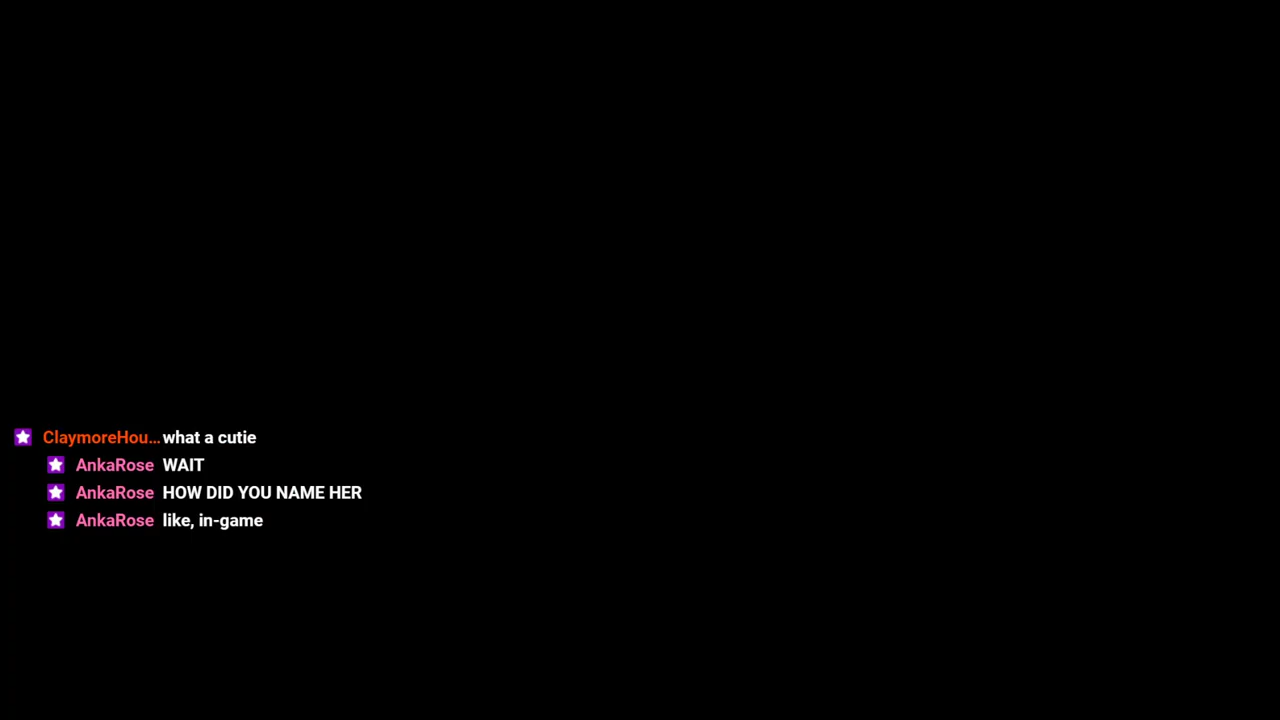 ClaymoreHou... what a cutie
AnkaRose WAIT
AnkaRose HOW DID YOU NAME HER
AnkaRose like, in-game